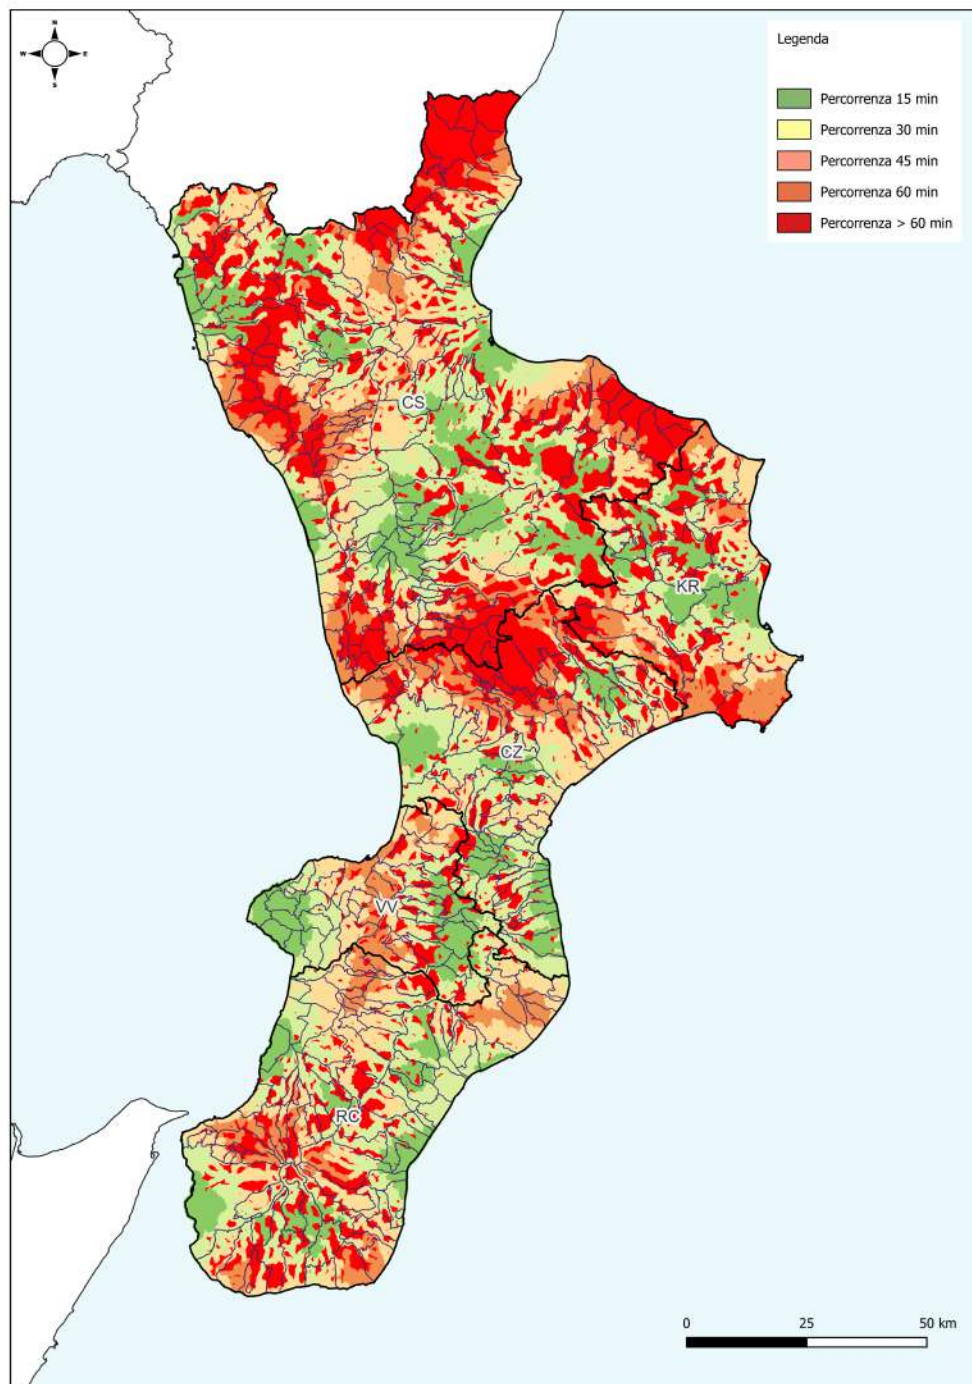 N
W E
S
Legenda
Percorrenza 15 min
Percorrenza 30 min
Percorrenza 45 min
Percorrenza 60 min
Percorrenza > 60 min
CS
KR
CZ
VV
RC
0 25 50 km